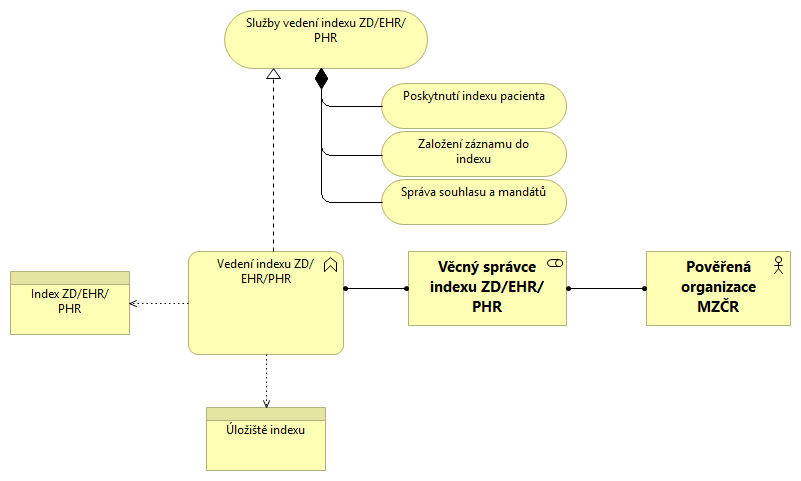 Služby vedení indexu ZD/EHR/
PHR
Poskytnutí indexu pacienta
Založení záznamu do
indexu
Správa souhlasu a mandátů
Vedení indexu ZD/
EHR/PHR
Věcný správce
indexu ZD/EHR/
PHR
Pověřená
organizace
MZČR
Index ZD/EHR/
PHR
Úložiště indexu